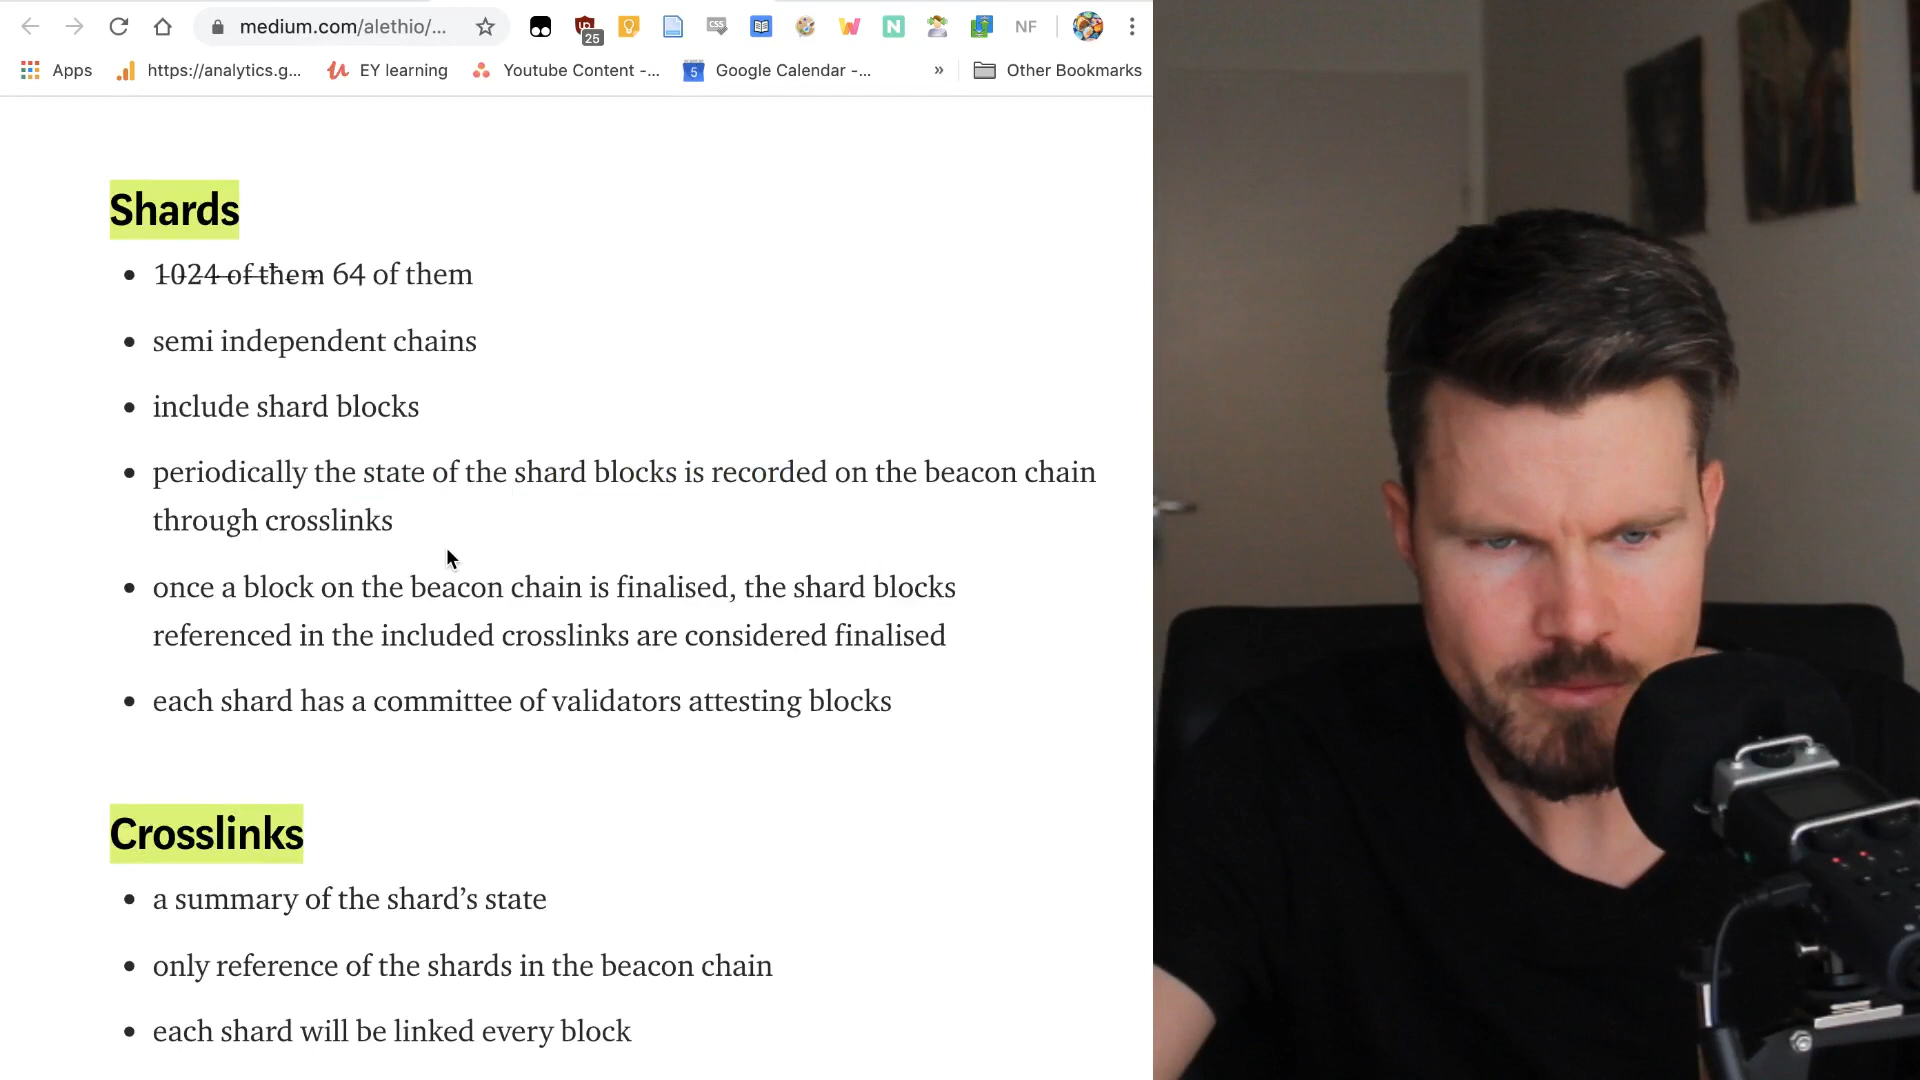 medium.com/alethio/...
25
CSS
N
NF
Apps
https://analytics.g...
EY learning
Youtube Content -...
5
Google Calendar -...
»
Other Bookmarks
Shards
1024 of them 64 of them
semi independent chains
include shard blocks
periodically the state of the shard blocks is recorded on the beacon chain
through crosslinks
once a block on the beacon chain is finalised, the shard blocks
referenced in the included crosslinks are considered finalised
each shard has a committee of validators attesting blocks
Crosslinks
a summary of the shard’s state
only reference of the shards in the beacon chain
each shard will be linked every block